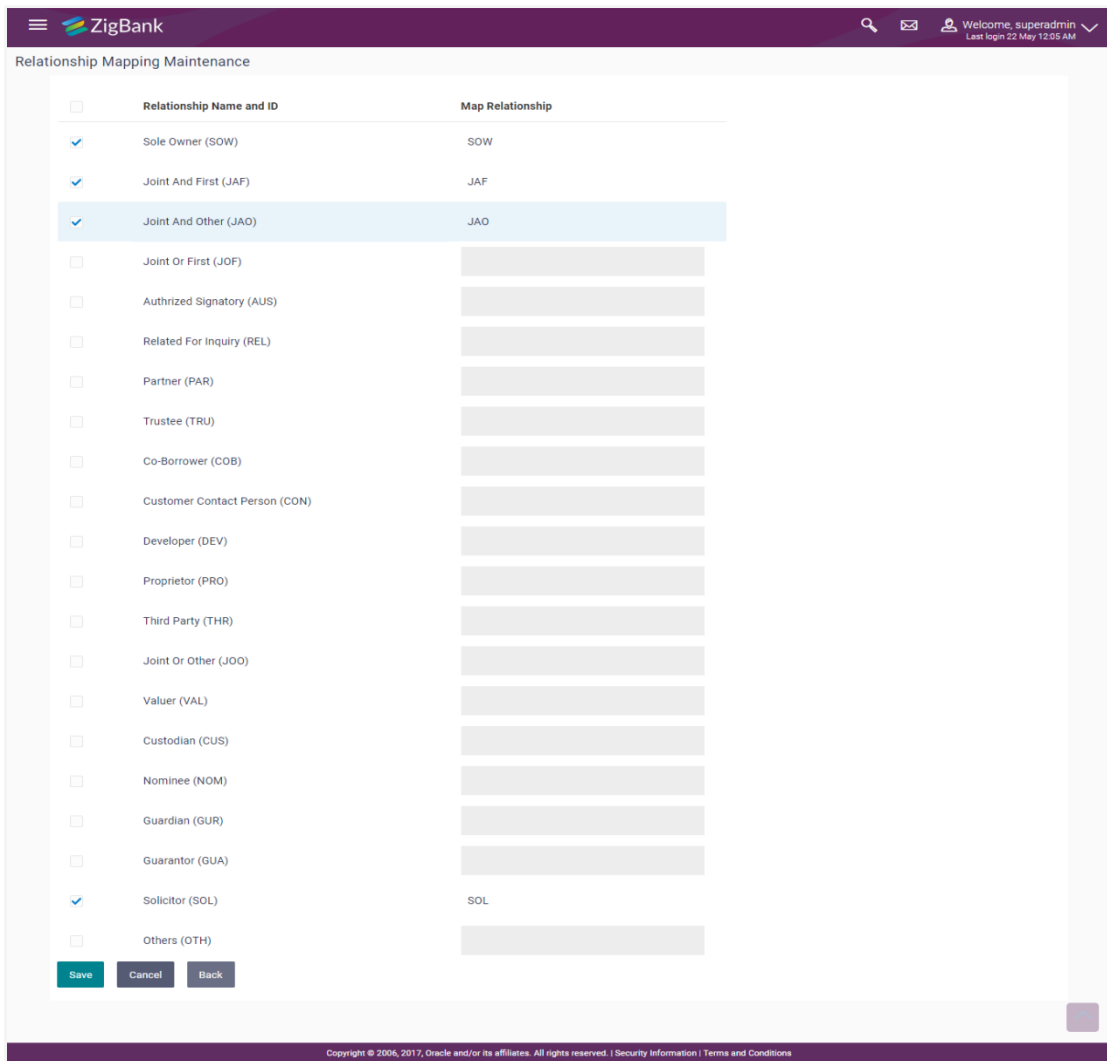 ZigBank
Welcome, superadmin
Last login 22 May 12:05 AM
Relationship Mapping Maintenance
Relationship Name and ID Map Relationship
Sole Owner (SOW) SOW
Joint And First (JAF) JAF
Joint And Other (JAO) JAO
Joint Or First (JOF)
Authrized Signatory (AUS)
Related For Inquiry (REL)
Partner (PAR)
Trustee (TRU)
Co-Borrower (COB)
Customer Contact Person (CON)
Developer (DEV)
Proprietor (PRO)
Third Party (THR)
Joint Or Other (JOO)
Valuer (VAL)
Custodian (CUS)
Nominee (NOM)
Guardian (GUR)
Guarantor (GUA)
Solicitor (SOL) SOL
Others (OTH)
Save Cancel Back
Copyright © 2006, 2017, Oracle and/or its affiliates. All rights reserved. | Security Information | Terms and Conditions